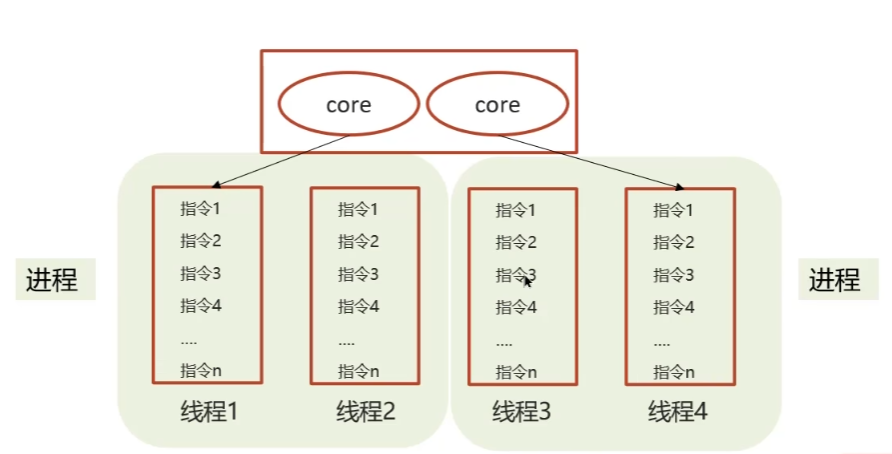 core
core
进程
指令1
指令2
指令3
指令4
....
指令n
线程1
指令1
指令2
指令3
指令4
....
指令n
线程2
指令1
指令2
指令3
指令4
....
指令n
线程3
指令1
指令2
指令3
指令4
....
指令n
线程4
进程